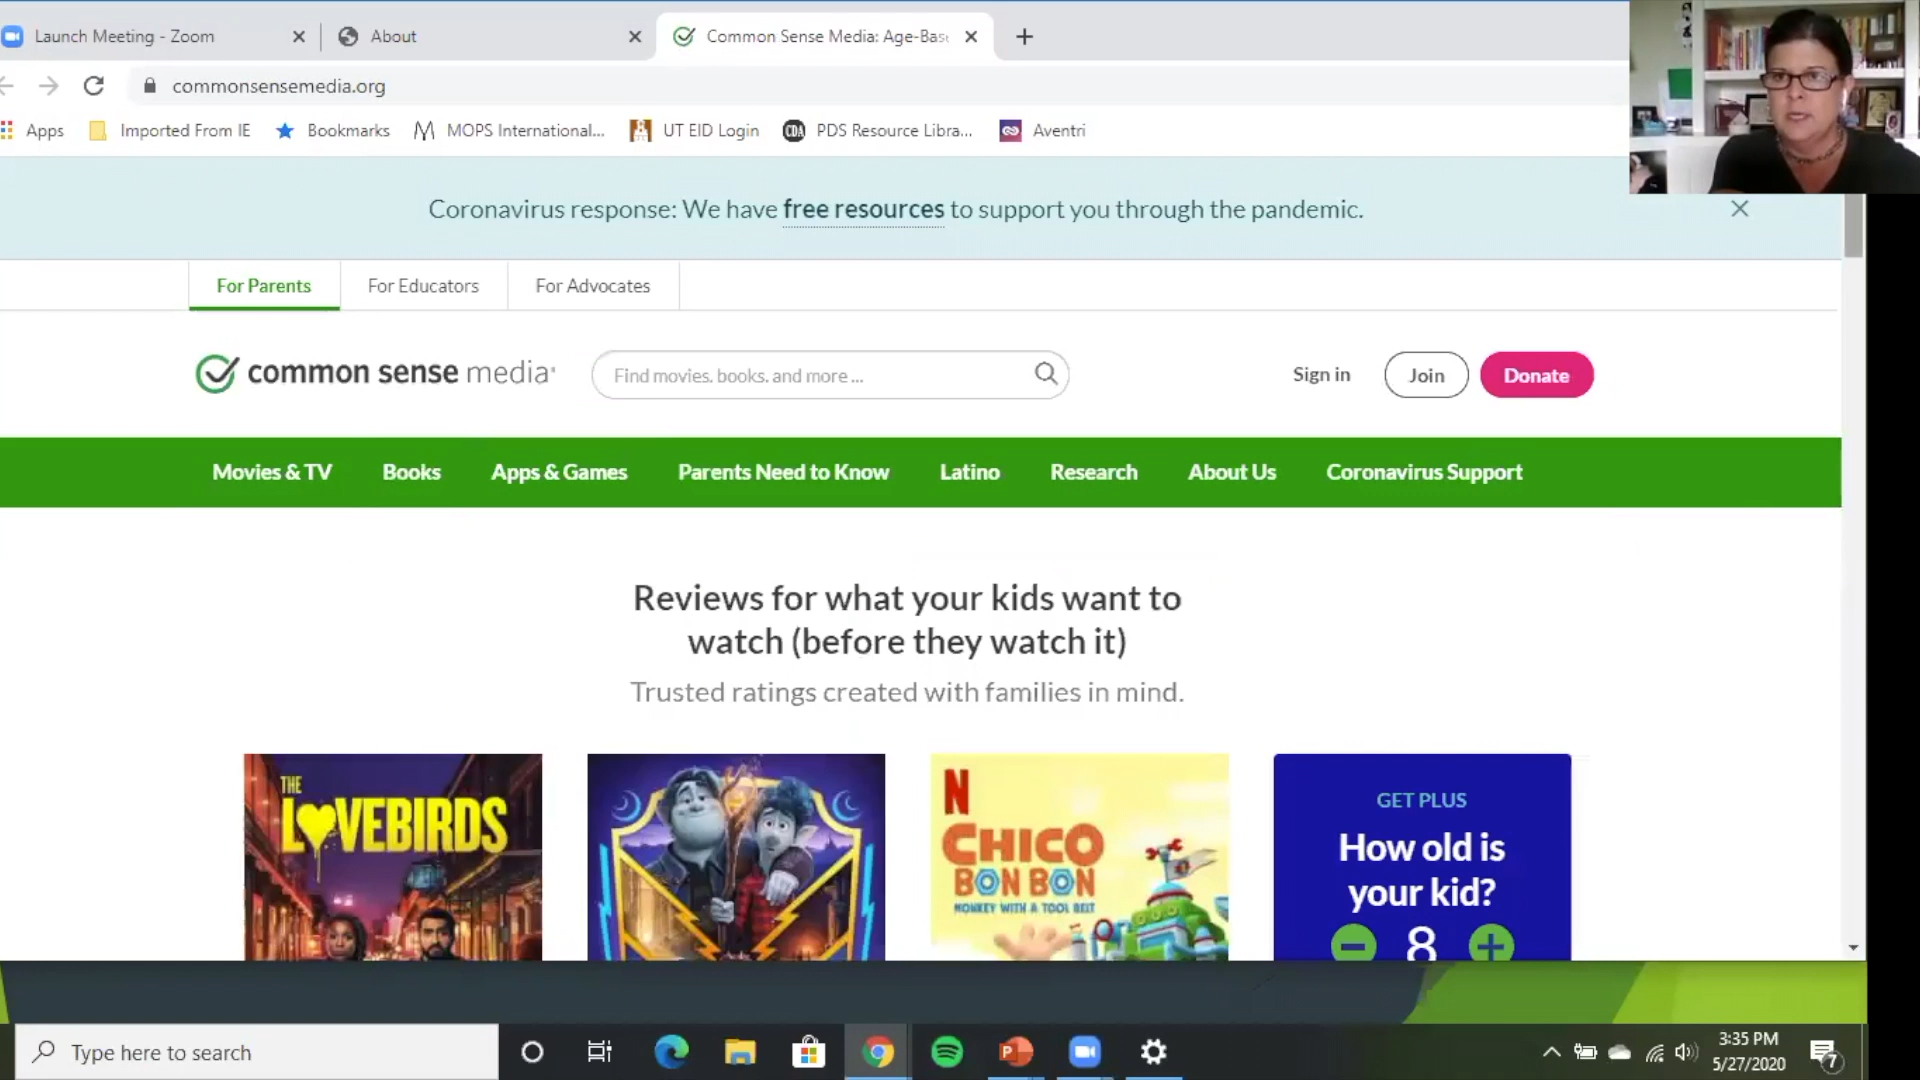 Launch Meeting - Zoom
About
Common Sense Media: Age-Bas
commonsensemedia.org
Apps
Imported From IE
Bookmarks
MOPS International...
UT EID Login
CDA
PDS Resource Libra...
Aventri
Coronavirus response: We have free resources to support you through the pandemic.
For Parents
For Educators
For Advocates
common sense media
Find movies, books, and more ...
Sign in
Join
Donate
Movies & TV
Books
Apps & Games
Parents Need to Know
Latino
Research
About Us
Coronavirus Support
Reviews for what your kids want to
watch (before they watch it)
Trusted ratings created with families in mind.
THE
LOVEBIRDS
N
CHICO
BON BON
MONKEY WITH A TOOL BELT
GET PLUS
How old is
your kid?
8
Type here to search
3:35 PM
5/27/2020
7